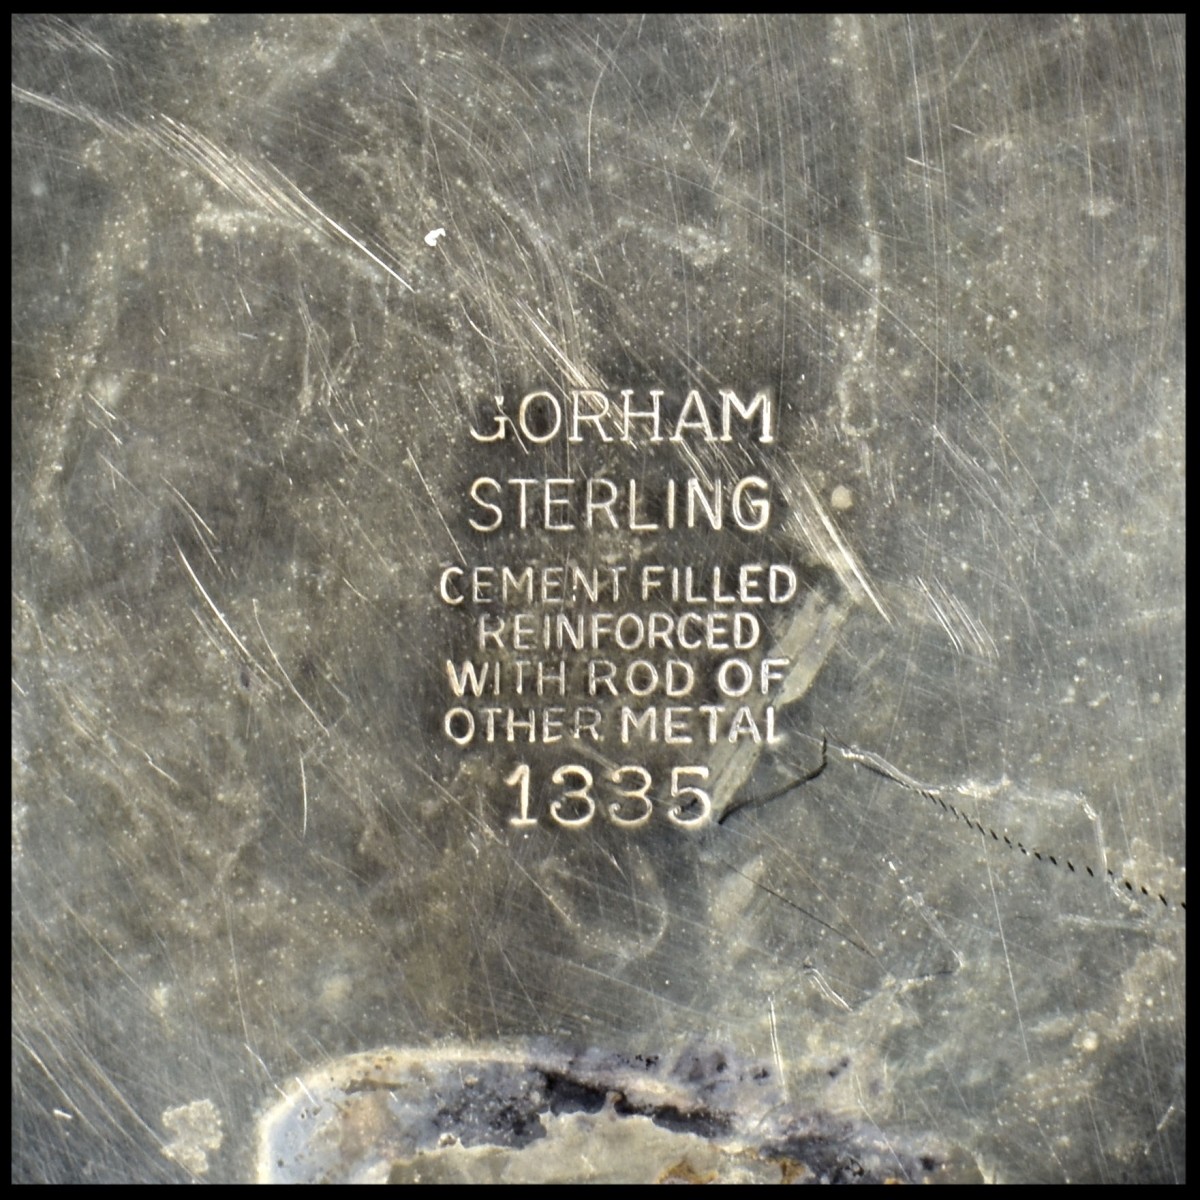 GORHAM
STERLING
CEMENT FILLED
REINFORCED
WITH ROD OF
OTHER METAL
1335